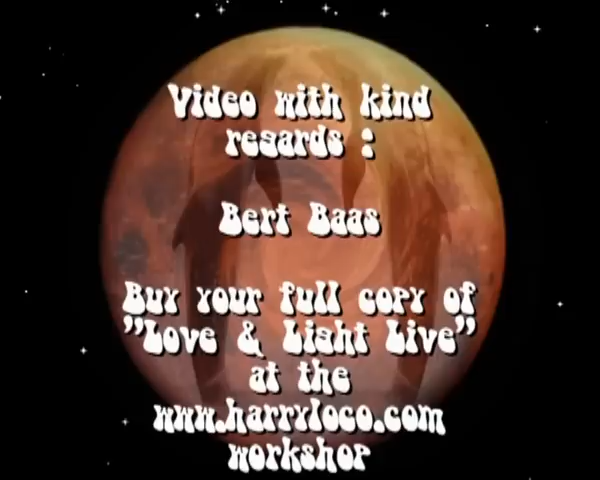 Video with kind
regards :
Bert Baas
Buy your full copy of
"Love & Light Live"
at the
www.harryloco.com
workshop